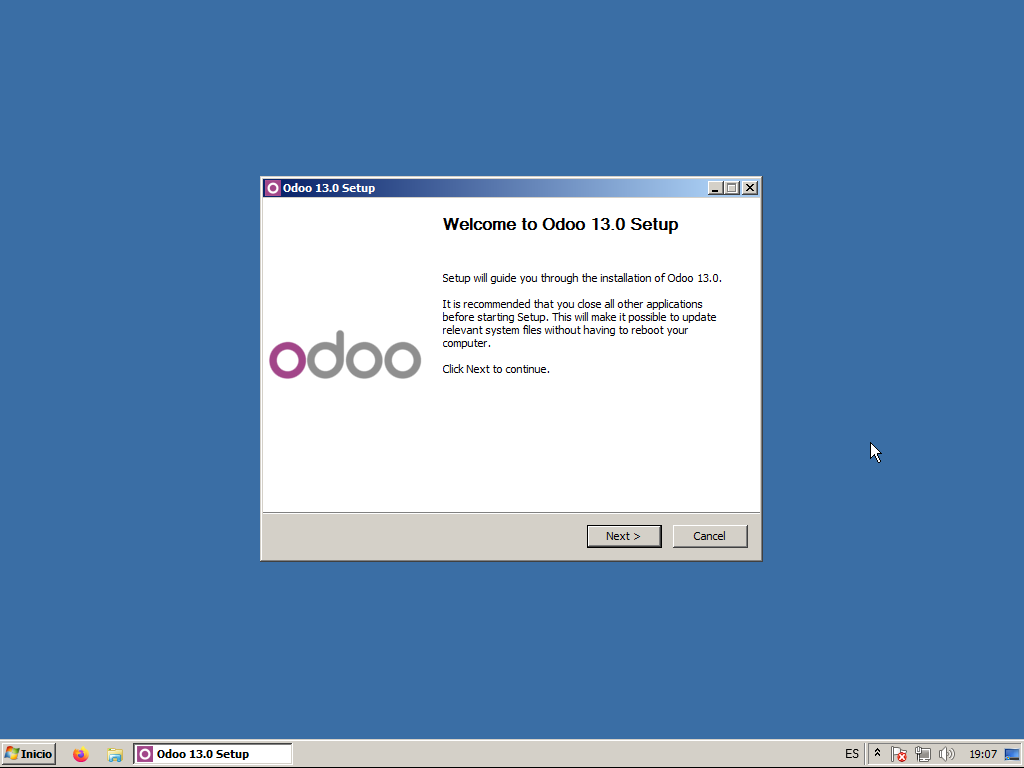 Odoo 13.0 Setup
Welcome to Odoo 13.0 Setup
Setup will guide you through the installation of Odoo 13.0.
It is recommended that you close all other applications
before starting Setup. This will make it possible to update
relevant system files without having to reboot your
computer.
Click Next to continue.
odoo
Next >
Cancel
Inicio
Odoo 13.0 Setup
ES
19:07